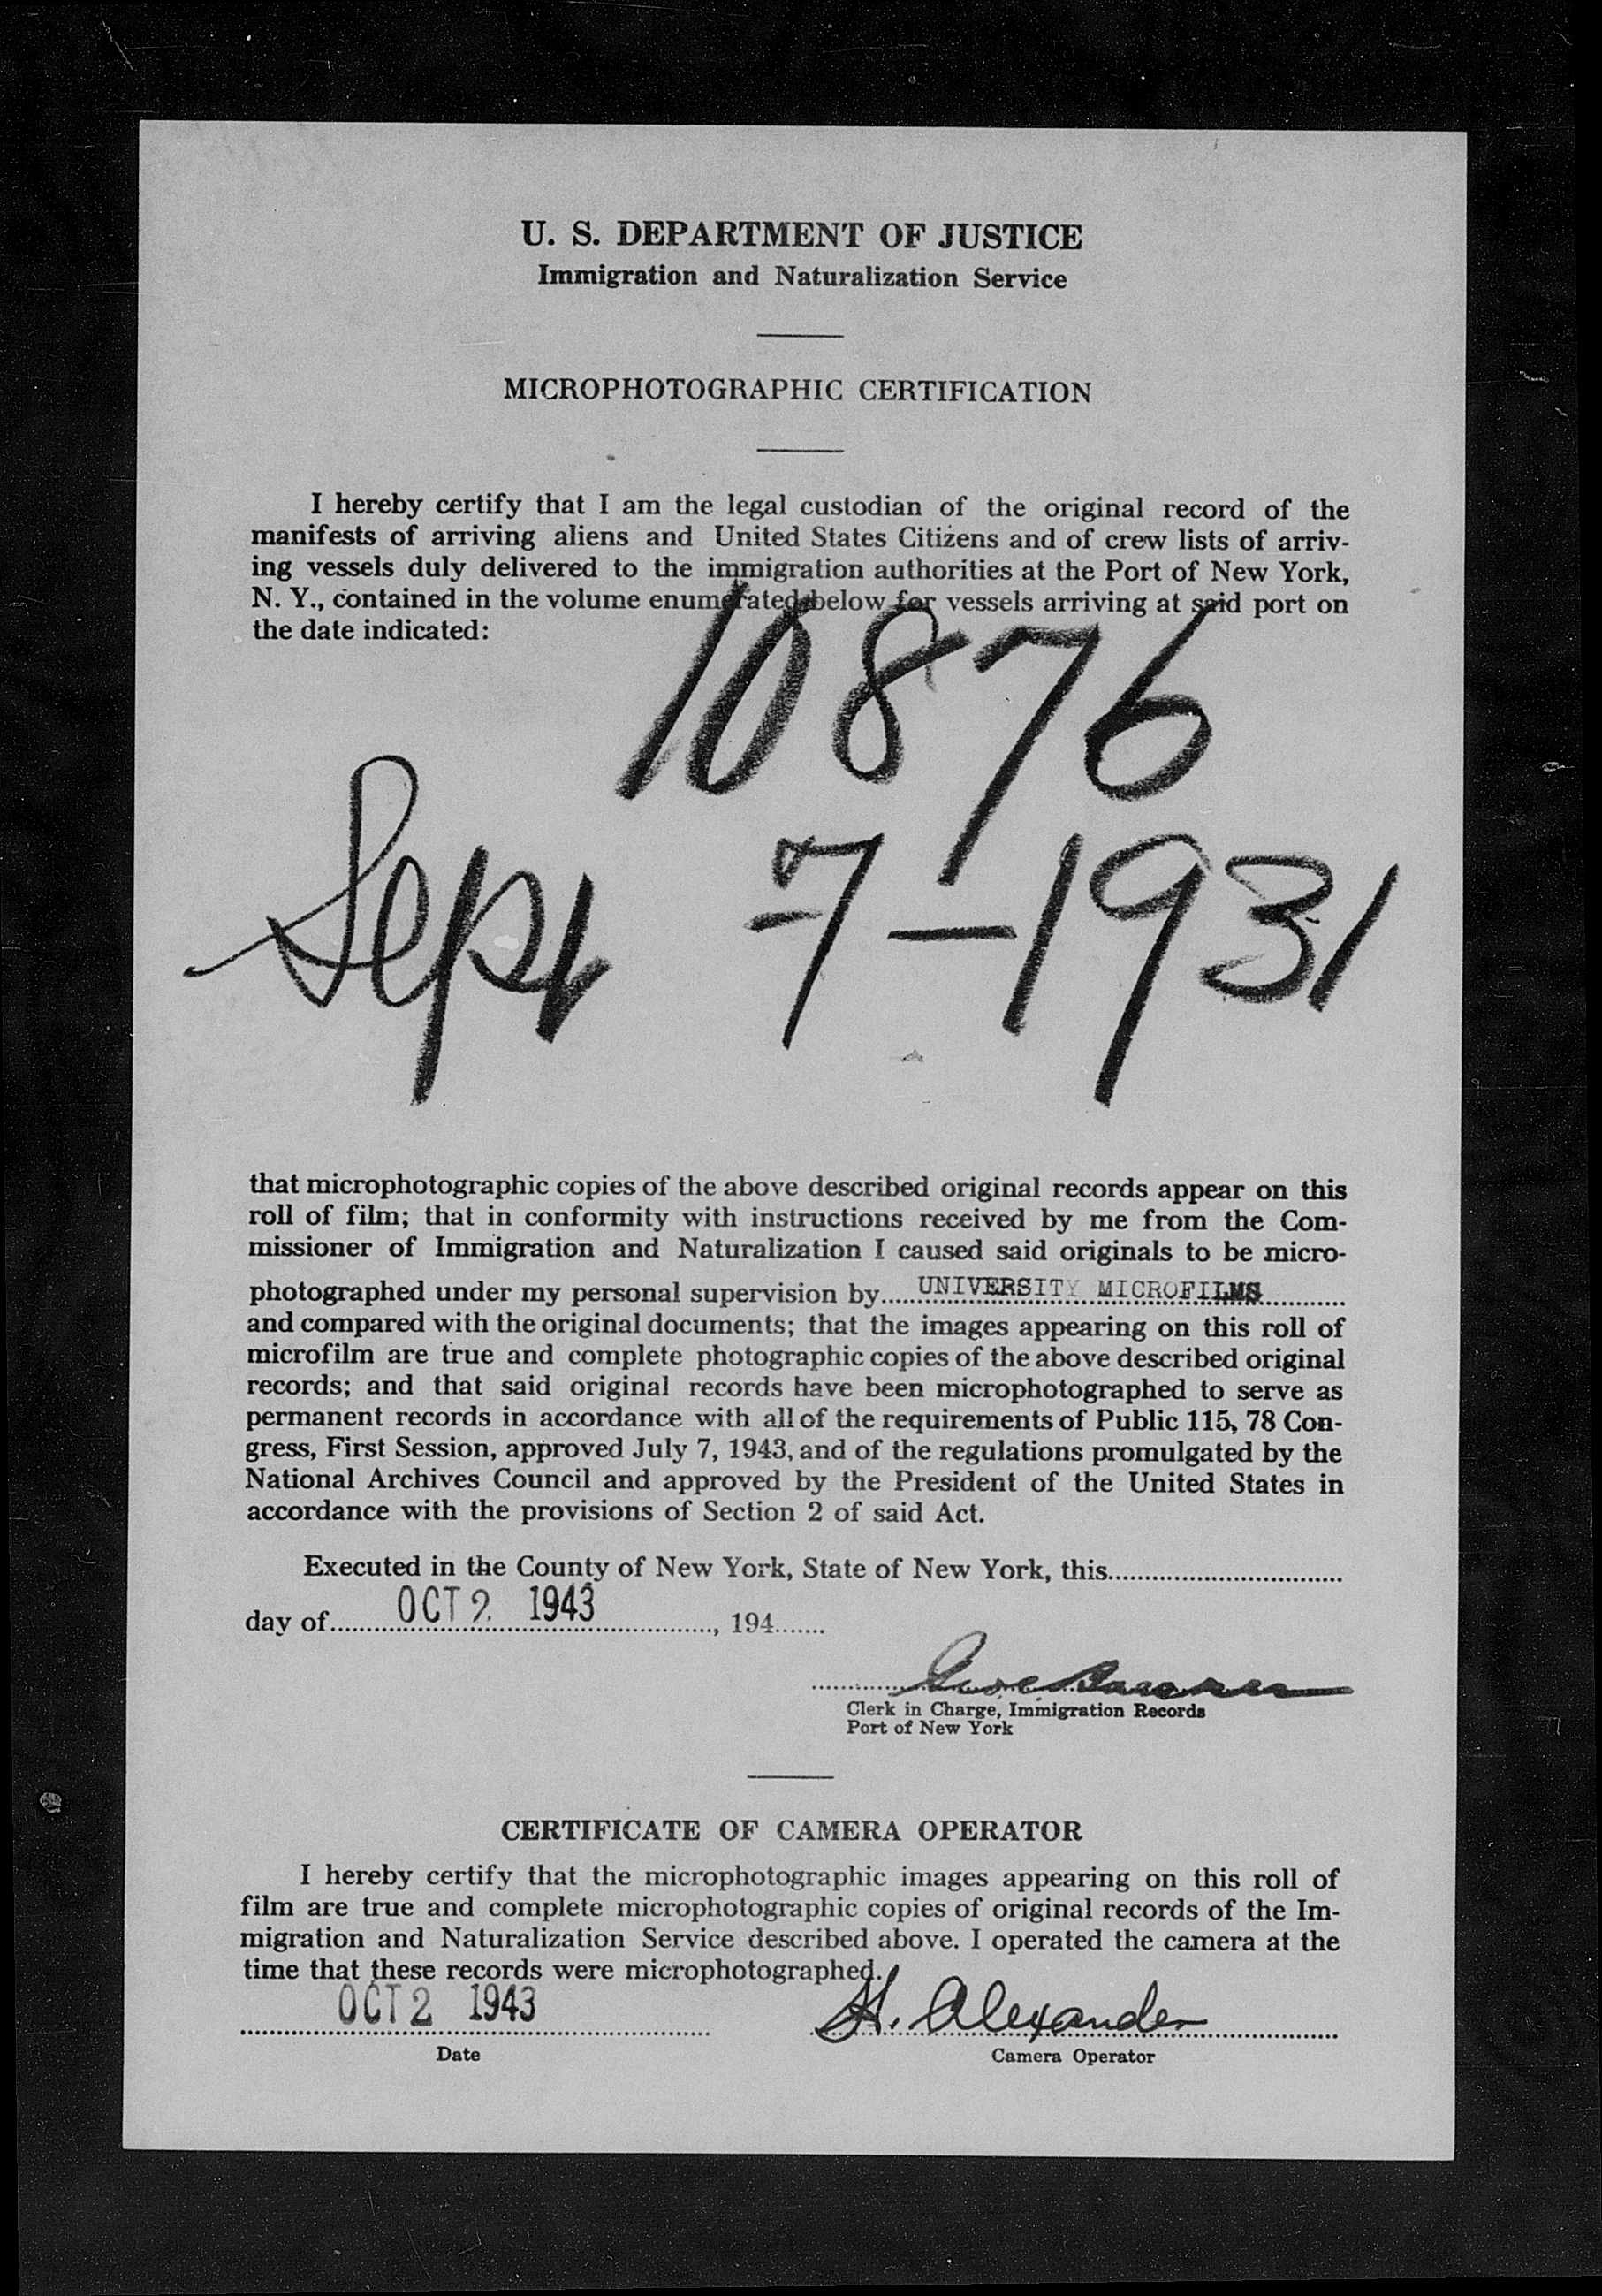 U. S. DEPARTMENT OF JUSTICE
Immigration and Naturalization Service
MICROPHOTOGRAPHIC CERTIFICATION
I hereby certify that I am the legal custodian of the original record of the
manifests of arriving aliens and United States Citizens and of crew lists of arriv-
ing vessels duly delivered to the immigration authorities at the Port of New York,
N. Y., contained in the volume enumerated below for vessels arriving at said port on
the date indicated:
10876
Sept 7-1931
that microphotographic copies of the above described original records appear on this
roll of film; that in conformity with instructions received by me from the Com-
missioner of Immigration and Naturalization I caused said originals to be micro-
photographed under my personal supervision by UNIVERSITY MICROFILMS
and compared with the original documents; that the images appearing on this roll of
microfilm are true and complete photographic copies of the above described original
records; and that said original records have been microphotographed to serve as
permanent records in accordance with all of the requirements of Public 115, 78 Con-
gress, First Session, approved July 7, 1943, and of the regulations promulgated by the
National Archives Council and approved by the President of the United States in
accordance with the provisions of Section 2 of said Act.
Executed in the County of New York, State of New York, this
day of OCT 2 1943, 194
Clerk in Charge, Immigration Records
Port of New York
CERTIFICATE OF CAMERA OPERATOR
I hereby certify that the microphotographic images appearing on this roll of
film are true and complete microphotographic copies of original records of the Im-
migration and Naturalization Service described above. I operated the camera at the
time that these records were microphotographed.
OCT 2 1943 H. Alexander
Date Camera Operator